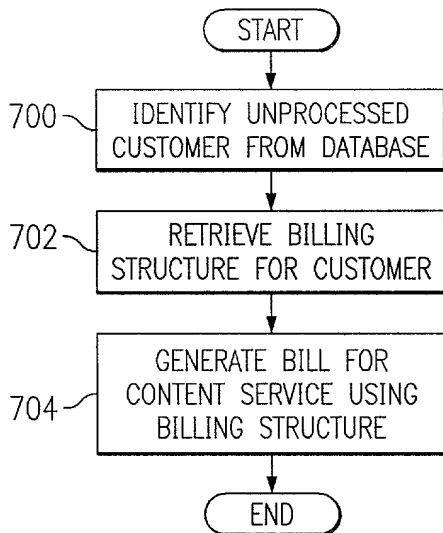 START
700
IDENTIFY UNPROCESSED
CUSTOMER FROM DATABASE
702
RETRIEVE BILLING
STRUCTURE FOR CUSTOMER
704
GENERATE BILL FOR
CONTENT SERVICE USING
BILLING STRUCTURE
END